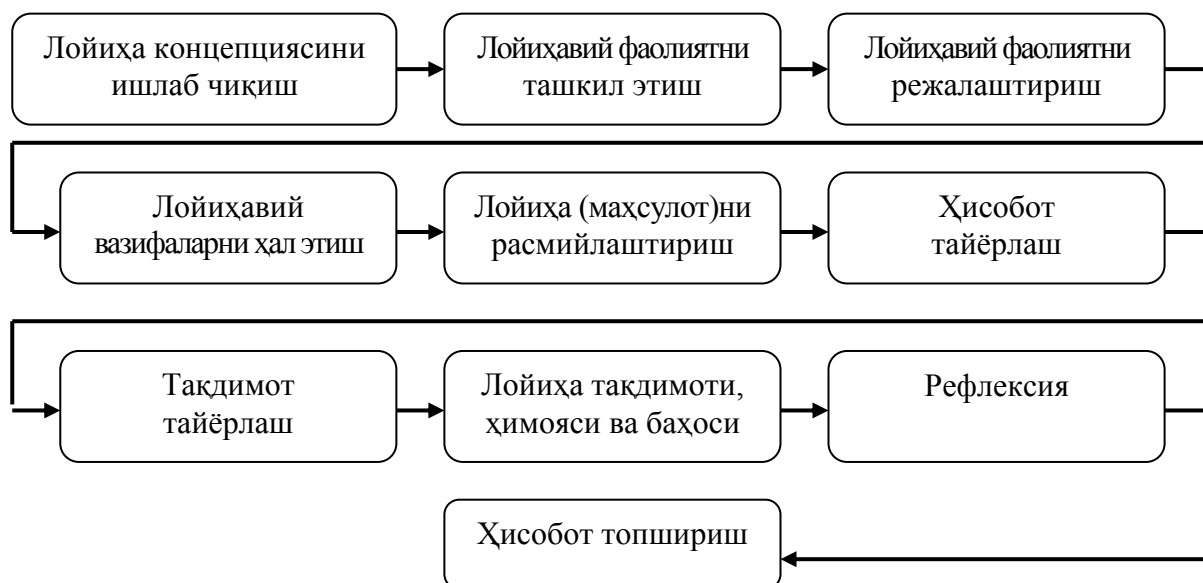 Лойиҳа концепциясини
ишлаб чиқиш
Лойиҳавий фаолиятни
ташкил этиш
Лойиҳавий фаолиятни
режалаштириш
Лойиҳавий
вазифаларни ҳал этиш
Лойиҳа (маҳсулот)ни
расмийлаштириш
Ҳисобот
тайёрлаш
Тақдимот
тайёрлаш
Лойиҳа тақдимоти,
ҳимояси ва баҳоси
Рефлексия
Ҳисобот топшириш